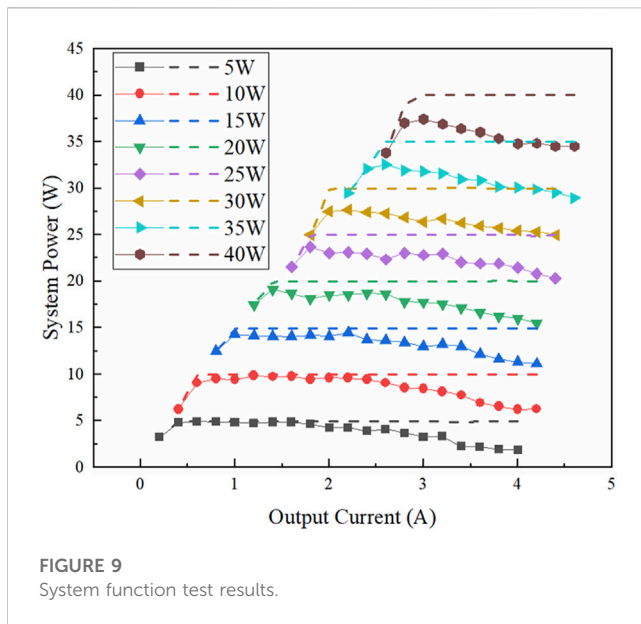 45
40
35
30
25
20
15
10
5
0
System Power (W)
5W
10W
15W
20W
25W
30W
35W
40W
0 1 2 3 4 5
Output Current (A)
FIGURE 9
System function test results.